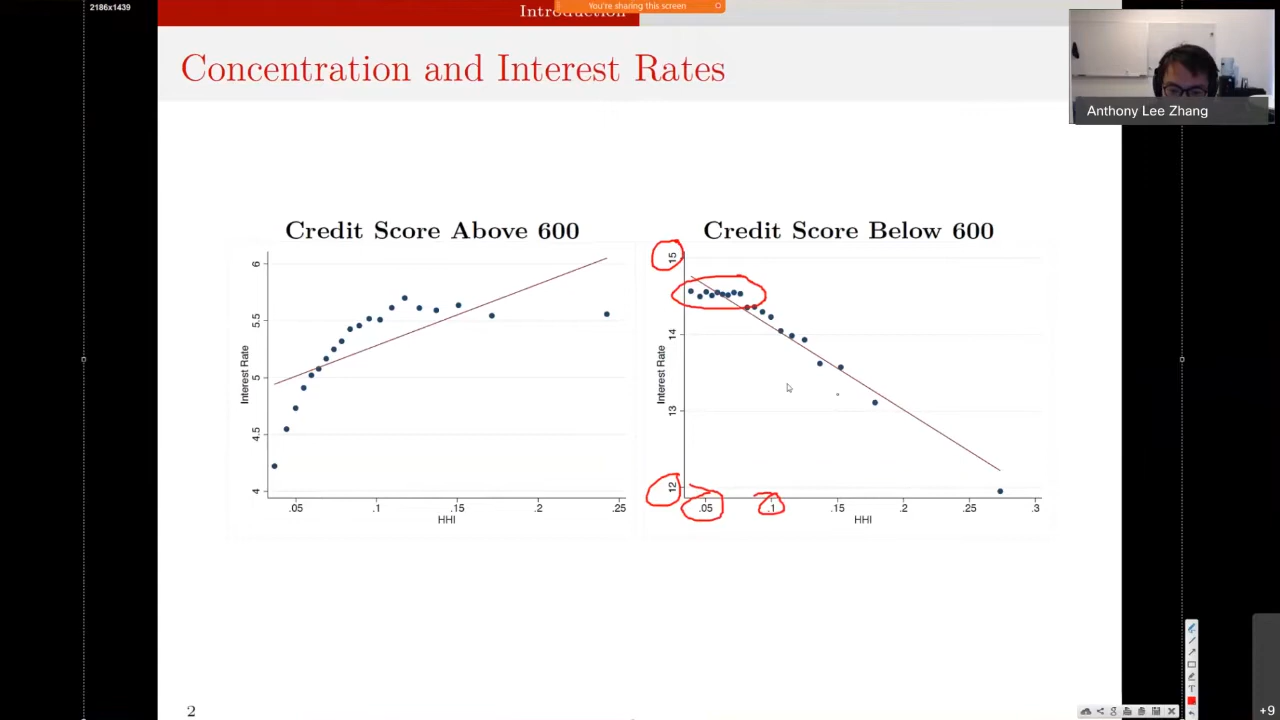 2186x1439
Introduction
You're sharing this screen
Concentration and Interest Rates
Anthony Lee Zhang
Credit Score Above 600
Credit Score Below 600
Interest Rate
6
5.5
5
4.5
4
.05 .1 .15 .2 .25
HHI
Interest Rate
15
14
13
12
.05 .1 .15 .2 .25 .3
HHI
2
T
+9